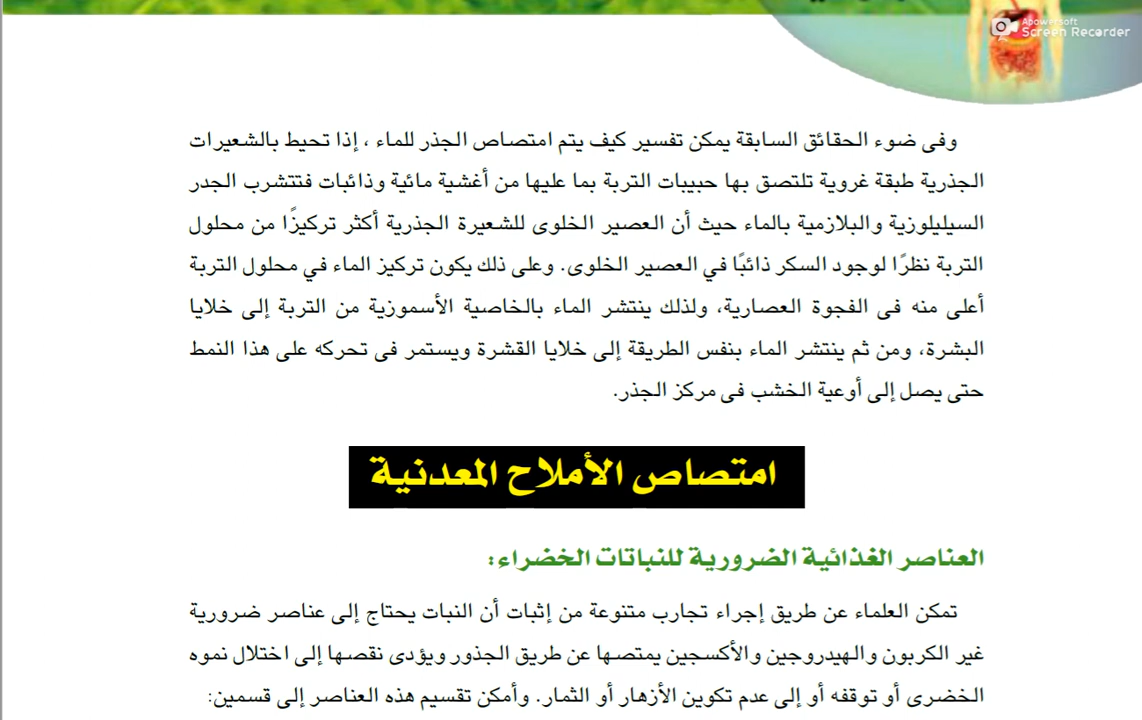 Apowersoft
Screen Recorder
وفى ضوء الحقائق السابقة يمكن تفسير كيف يتم امتصاص الجذر للماء ، إذا تحيط بالشعيرات
الجذرية طبقة غروية تلتصق بها حبيبات التربة بما عليها من أغشية مائية وذائبات فتتشرب الجدر
السيليلوزية والبلازمية بالماء حيث أن العصير الخلوى للشعيرة الجذرية أكثر تركيزًا من محلول
التربة نظرًا لوجود السكر ذائبًا في العصير الخلوى. وعلى ذلك يكون تركيز الماء في محلول التربة
أعلى منه فى الفجوة العصارية، ولذلك ينتشر الماء بالخاصية الأسموزية من التربة إلى خلايا
البشرة، ومن ثم ينتشر الماء بنفس الطريقة إلى خلايا القشرة ويستمر فى تحركه على هذا النمط
حتى يصل إلى أوعية الخشب فى مركز الجذر.
امتصاص الأملاح المعدنية
العناصر الغذائية الضرورية للنباتات الخضراء:
تمكن العلماء عن طريق إجراء تجارب متنوعة من إثبات أن النبات يحتاج إلى عناصر ضرورية
غير الكربون والهيدروجين والأكسجين يمتصها عن طريق الجذور ويؤدى نقصها إلى اختلال نموه
الخضرى أو توقفه أو إلى عدم تكوين الأزهار أو الثمار. وأمكن تقسيم هذه العناصر إلى قسمين: